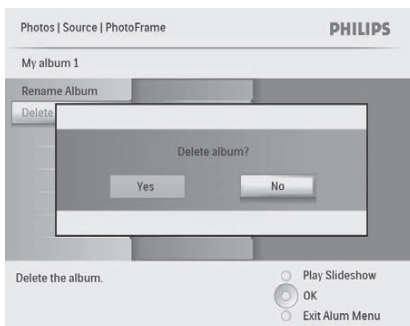 Photos | Source | PhotoFrame
PHILIPS
My album 1
Rename Album
Delete
Delete album?
Yes
No
Delete the album.
Play Slideshow
OK
Exit Alum Menu